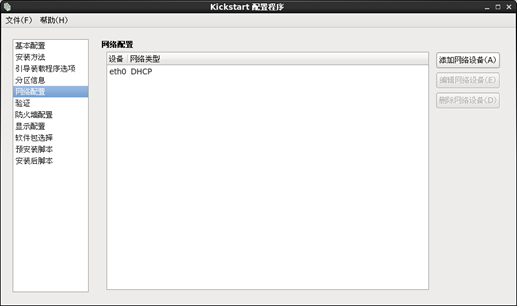 Kickstart 配置程序
文件(F) 帮助(H)
基本配置
安装方法
引导装载程序选项
分区信息
网络配置
验证
防火墙配置
显示配置
软件包选择
预安装脚本
安装后脚本
网络配置
设备 网络类型
eth0 DHCP
添加网络设备(A)
编辑网络设备(E)
删除网络设备(D)